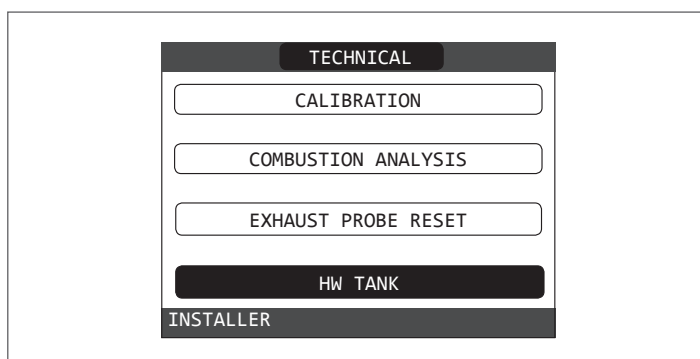 TECHNICAL
CALIBRATION
COMBUSTION ANALYSIS
EXHAUST PROBE RESET
HW TANK
INSTALLER